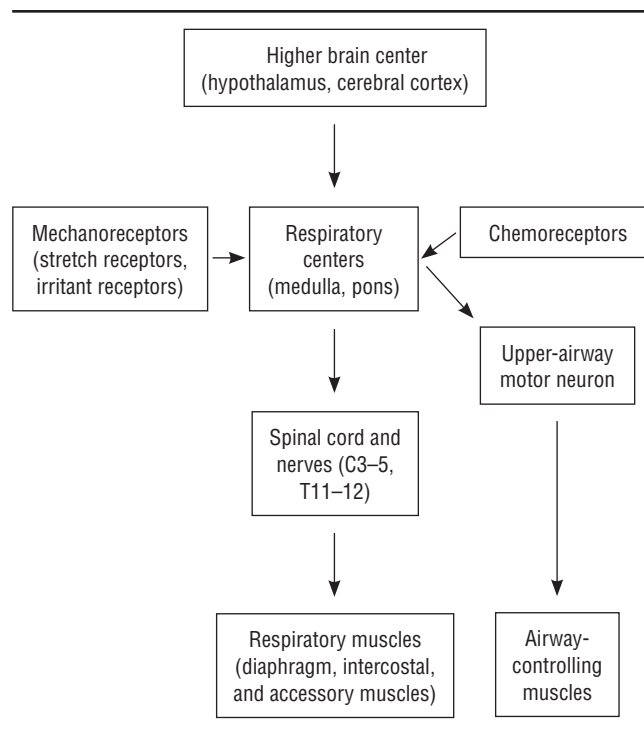 Higher brain center
(hypothalamus, cerebral cortex)
Mechanoreceptors
(stretch receptors,
irritant receptors)
Respiratory
centers
(medulla, pons)
Chemoreceptors
Upper-airway
motor neuron
Spinal cord and
nerves (C3–5,
T11–12)
Respiratory muscles
(diaphragm, intercostal,
and accessory muscles)
Airway-
controlling
muscles